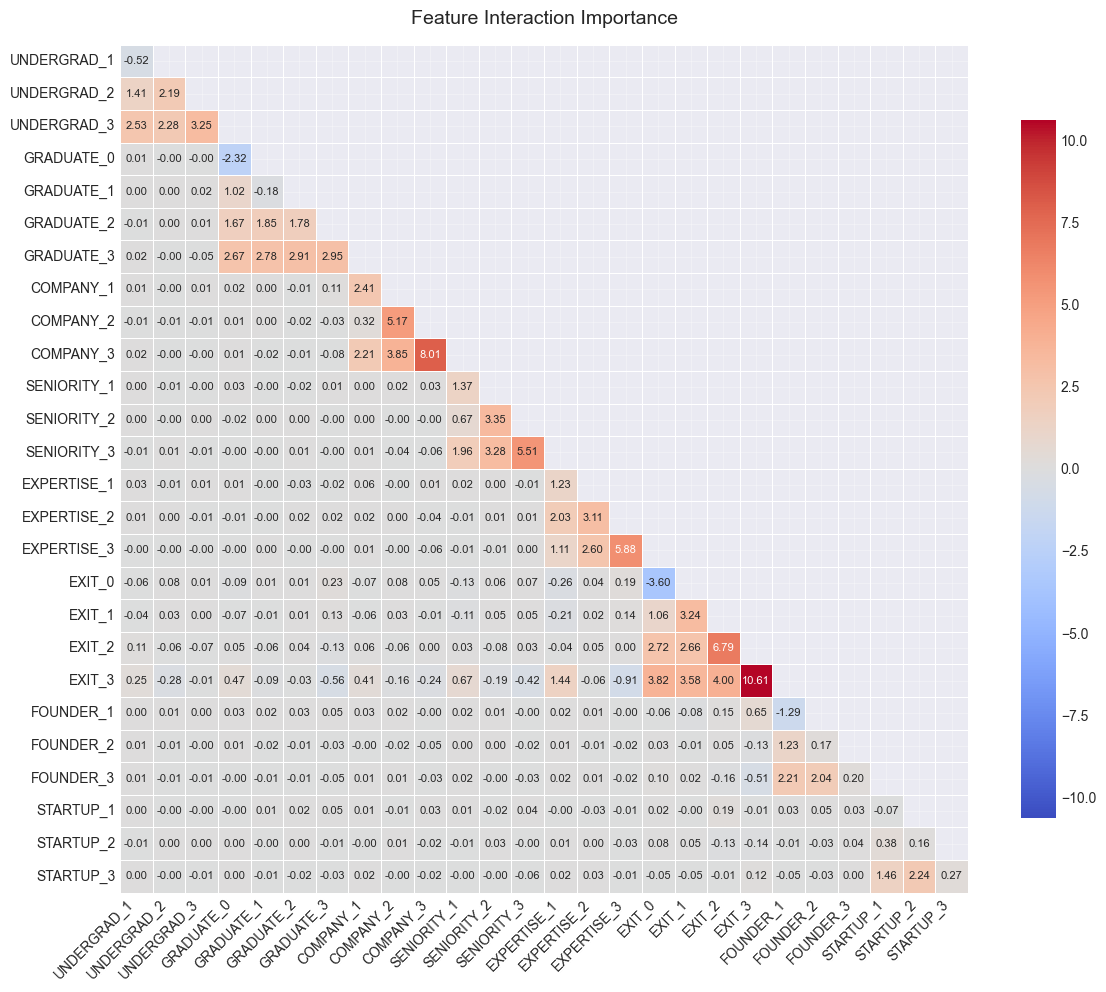 Feature Interaction Importance
UNDERGRAD_1 -0.52
UNDERGRAD_2 1.41 2.19
UNDERGRAD_3 2.53 2.28 3.25
GRADUATE_0 0.01 -0.00 -0.00 -2.32
GRADUATE_1 0.00 0.00 0.02 1.02 -0.18
GRADUATE_2 -0.01 0.00 0.01 1.67 1.85 1.78
GRADUATE_3 0.02 -0.00 -0.05 2.67 2.78 2.91 2.95
COMPANY_1 0.01 -0.00 0.01 0.02 0.00 -0.01 0.11 2.41
COMPANY_2 -0.01 -0.01 -0.01 0.01 0.00 -0.02 -0.03 0.32 5.17
COMPANY_3 0.02 -0.00 -0.00 0.01 -0.02 -0.01 -0.08 2.21 3.85 8.01
SENIORITY_1 0.00 -0.01 -0.00 0.03 -0.00 -0.02 0.01 0.00 0.02 0.03 1.37
SENIORITY_2 0.00 -0.00 0.00 -0.02 0.00 0.00 -0.00 0.02 -0.00 -0.00 0.67 3.35
SENIORITY_3 -0.01 0.01 -0.01 -0.00 -0.00 0.01 -0.00 0.01 -0.04 -0.06 1.96 3.28 5.51
EXPERTISE_1 0.03 -0.01 0.01 0.01 -0.00 -0.03 -0.02 0.06 -0.00 0.01 0.02 0.00 -0.01 1.23
EXPERTISE_2 0.01 0.00 -0.01 -0.01 -0.00 0.02 0.02 0.02 0.00 -0.04 -0.01 0.01 0.01 2.03 3.11
EXPERTISE_3 -0.00 -0.00 -0.00 0.00 0.00 -0.00 -0.00 0.01 -0.00 -0.06 -0.01 -0.01 0.00 1.11 2.60 5.88
EXIT_0 -0.06 0.08 0.01 -0.09 0.01 0.01 0.23 -0.07 0.08 0.05 -0.13 0.06 0.07 -0.26 0.04 0.19 -3.60
EXIT_1 -0.04 0.03 0.00 -0.07 -0.01 0.01 0.13 -0.06 0.03 -0.01 -0.11 0.05 0.05 -0.21 0.02 0.14 1.06 3.24
EXIT_2 0.11 -0.06 -0.07 0.05 -0.06 0.04 -0.13 0.06 -0.06 0.00 0.03 -0.08 0.03 -0.04 0.05 0.00 2.72 2.66 6.79
EXIT_3 0.25 -0.28 -0.01 0.47 -0.09 -0.03 -0.56 0.41 -0.16 -0.24 0.67 -0.19 -0.42 1.44 -0.06 -0.91 3.82 3.58 4.00 10.61
FOUNDER_1 0.00 0.01 -0.00 0.03 0.02 0.03 0.05 0.03 0.02 -0.00 0.02 0.01 -0.00 0.02 0.01 -0.00 -0.06 -0.08 0.15 0.65 -1.29
FOUNDER_2 0.01 -0.01 -0.00 0.01 -0.02 -0.01 -0.03 -0.00 -0.02 -0.05 0.00 0.00 -0.02 0.01 -0.01 -0.02 0.03 -0.01 0.05 -0.13 1.23 0.17
FOUNDER_3 0.01 -0.01 -0.01 -0.00 -0.01 -0.01 -0.05 0.01 0.01 -0.03 0.02 -0.00 -0.03 0.02 0.01 -0.02 0.10 0.02 -0.16 -0.51 2.21 2.04 0.20
STARTUP_1 0.00 -0.00 -0.00 -0.00 0.01 0.02 0.05 0.01 -0.01 0.03 0.01 -0.02 0.04 -0.00 -0.03 -0.01 0.02 -0.00 0.19 -0.01 0.03 0.05 0.03 -0.07
STARTUP_2 -0.01 0.00 0.00 0.00 -0.00 0.00 -0.01 -0.00 0.01 -0.02 -0.01 0.03 -0.00 -0.01 0.00 -0.03 0.08 0.05 -0.13 -0.14 -0.01 -0.03 0.04 0.38 0.16
STARTUP_3 0.00 -0.00 -0.01 0.00 -0.01 -0.02 -0.03 0.02 -0.00 -0.02 -0.00 -0.00 -0.06 0.02 0.03 -0.01 -0.05 -0.05 -0.01 0.12 -0.05 -0.03 0.00 1.46 2.24 0.27
UNDERGRAD_1
UNDERGRAD_2
UNDERGRAD_3
GRADUATE_0
GRADUATE_1
GRADUATE_2
GRADUATE_3
COMPANY_1
COMPANY_2
COMPANY_3
SENIORITY_1
SENIORITY_2
SENIORITY_3
EXPERTISE_1
EXPERTISE_2
EXPERTISE_3
EXIT_0
EXIT_1
EXIT_2
EXIT_3
FOUNDER_1
FOUNDER_2
FOUNDER_3
STARTUP_1
STARTUP_2
STARTUP_3
10.0
7.5
5.0
2.5
0.0
−2.5
−5.0
−7.5
−10.0